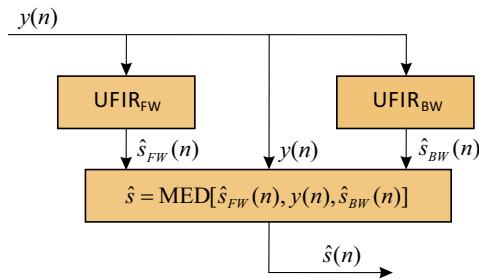 y(n)
UFIR_FW UFIR_BW
ŝ_FW(n) y(n) ŝ_BW(n)
ŝ = MED[ŝ_FW(n), y(n), ŝ_BW(n)]
ŝ(n)